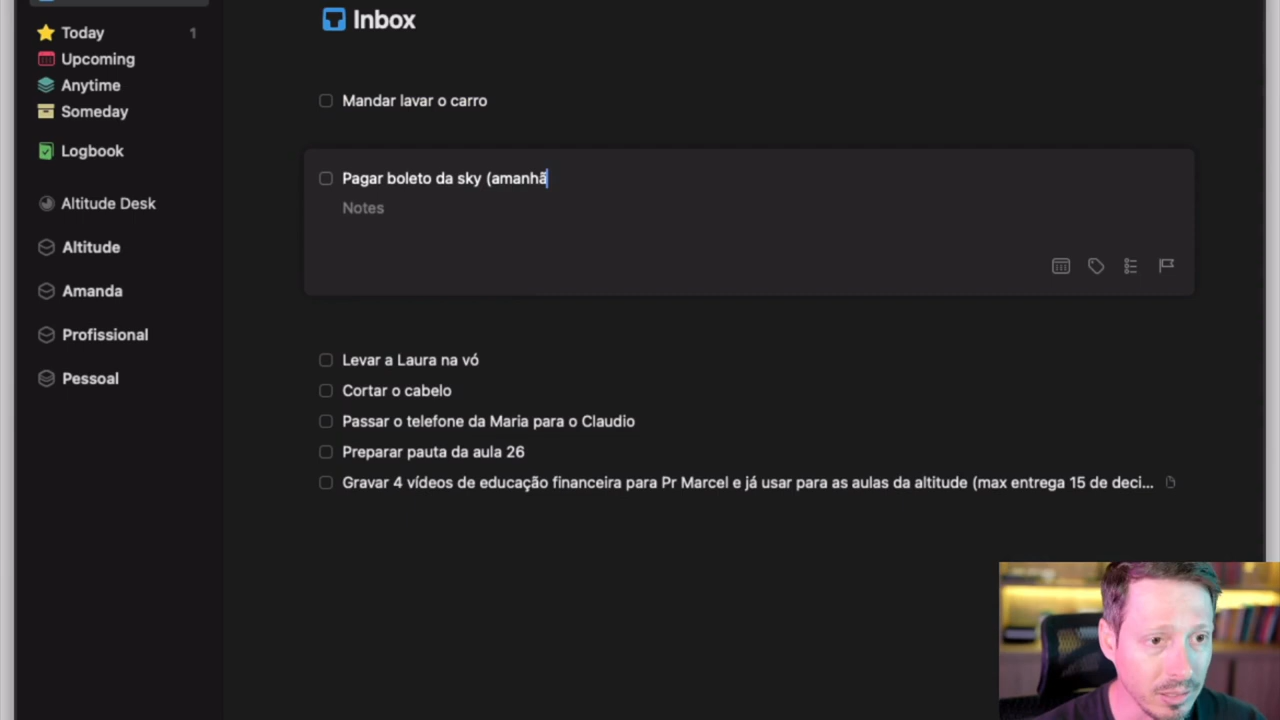 Inbox
Today 1
Upcoming
Anytime
Someday
Logbook
Altitude Desk
Altitude
Amanda
Profissional
Pessoal
Mandar lavar o carro
Pagar boleto da sky (amanhã
Notes
Levar a Laura na vó
Cortar o cabelo
Passar o telefone da Maria para o Claudio
Preparar pauta da aula 26
Gravar 4 vídeos de educação financeira para Pr Marcel e já usar para as aulas da altitude (max entrega 15 de deci...